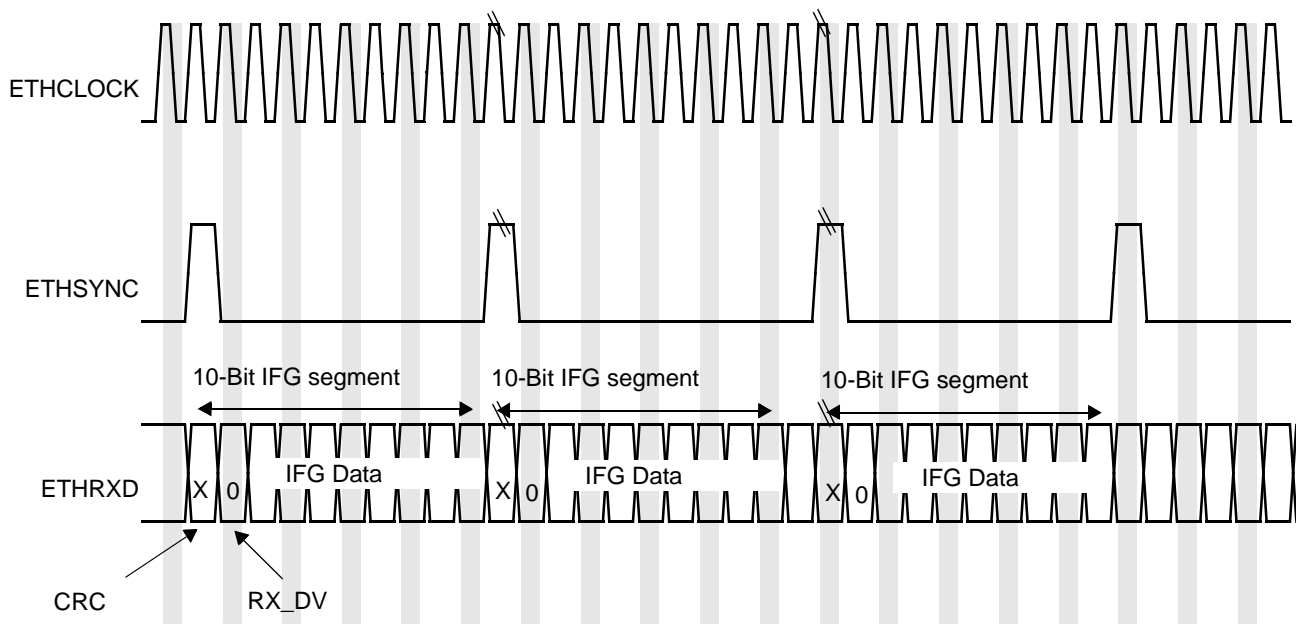 ETHCLOCK
ETHSYNC
10-Bit IFG segment
10-Bit IFG segment
10-Bit IFG segment
ETHRXD
X
0
IFG Data
X
0
IFG Data
X
0
IFG Data
CRC
RX_DV